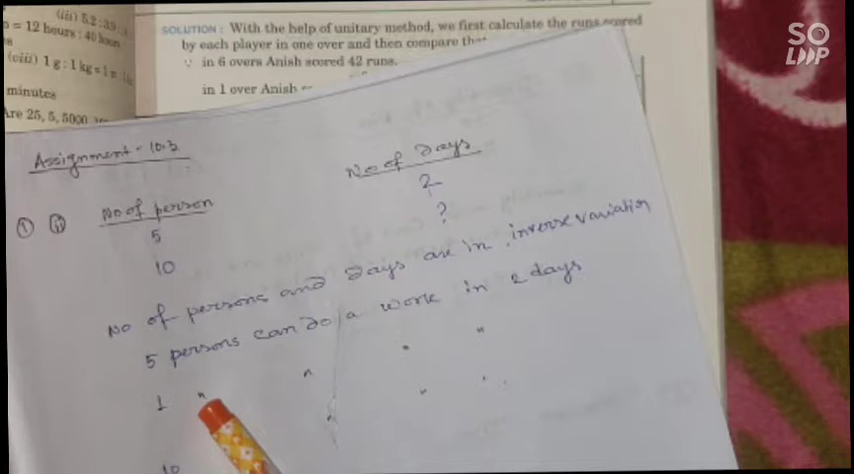 (iii) 5.2 : 39
= 12 hours : 40 hours
(viii) 1 g : 1 kg = 1
minutes
Are 25, 5, 5000
SOLUTION : With the help of unitary method, we first calculate the runs scored
by each player in one over and then compare
∵ in 6 overs Anish scored 42 runs.
in 1 over Anish
SO
LOOP
Assignment - 10.3
No of person No of days
① (ii) 5 2
10 ?
No of persons and days are in inverse variation
5 persons can do a work in 2 days
1 " " " "
10